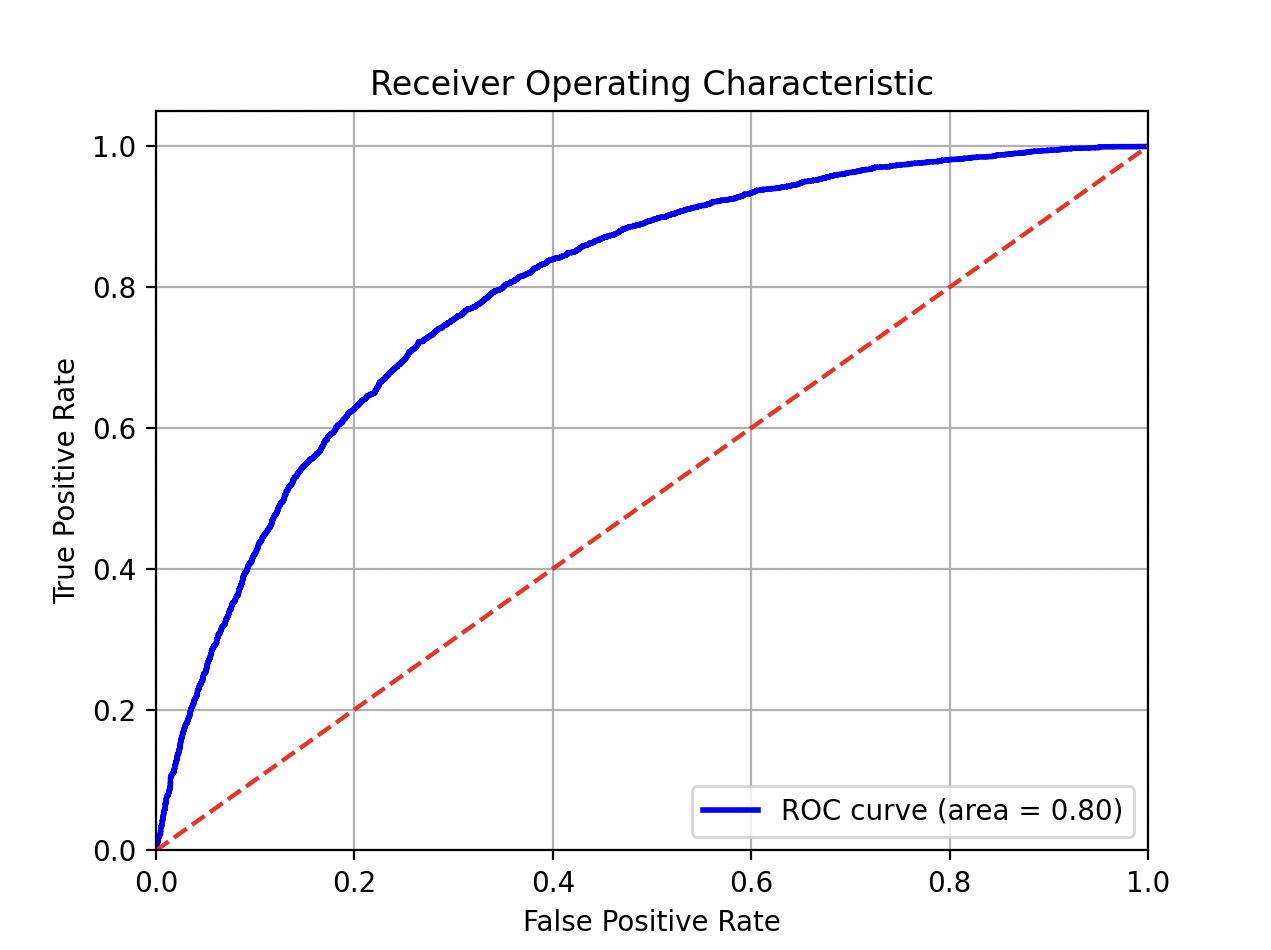 Receiver Operating Characteristic
1.0
0.8
0.6
0.4
0.2
0.0
True Positive Rate
ROC curve (area = 0.80)
0.0 0.2 0.4 0.6 0.8 1.0
False Positive Rate